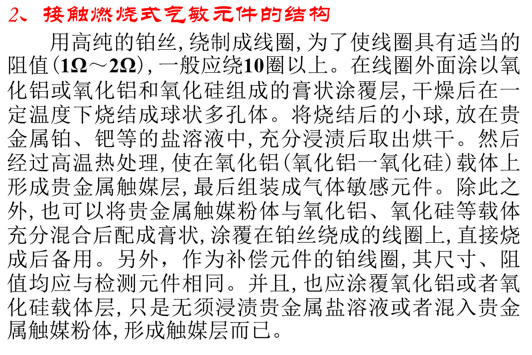 2、接触燃烧式气敏元件的结构
用高纯的铂丝,绕制成线圈,为了使线圈具有适当的
阻值(1Ω～2Ω),一般应绕10圈以上。在线圈外面涂以氧
化铝或氧化铝和氧化硅组成的膏状涂覆层,干燥后在一
定温度下烧结成球状多孔体。将烧结后的小球,放在贵
金属铂、钯等的盐溶液中,充分浸渍后取出烘干。然后
经过高温热处理,使在氧化铝(氧化铝一氧化硅)载体上
形成贵金属触媒层,最后组装成气体敏感元件。除此之
外,也可以将贵金属触媒粉体与氧化铝、氧化硅等载体
充分混合后配成膏状,涂覆在铂丝绕成的线圈上,直接烧
成后备用。另外，作为补偿元件的铂线圈,其尺寸、阻
值均应与检测元件相同。并且,也应涂覆氧化铝或者氧
化硅载体层,只是无须浸渍贵金属盐溶液或者混入贵金
属触媒粉体,形成触媒层而已。